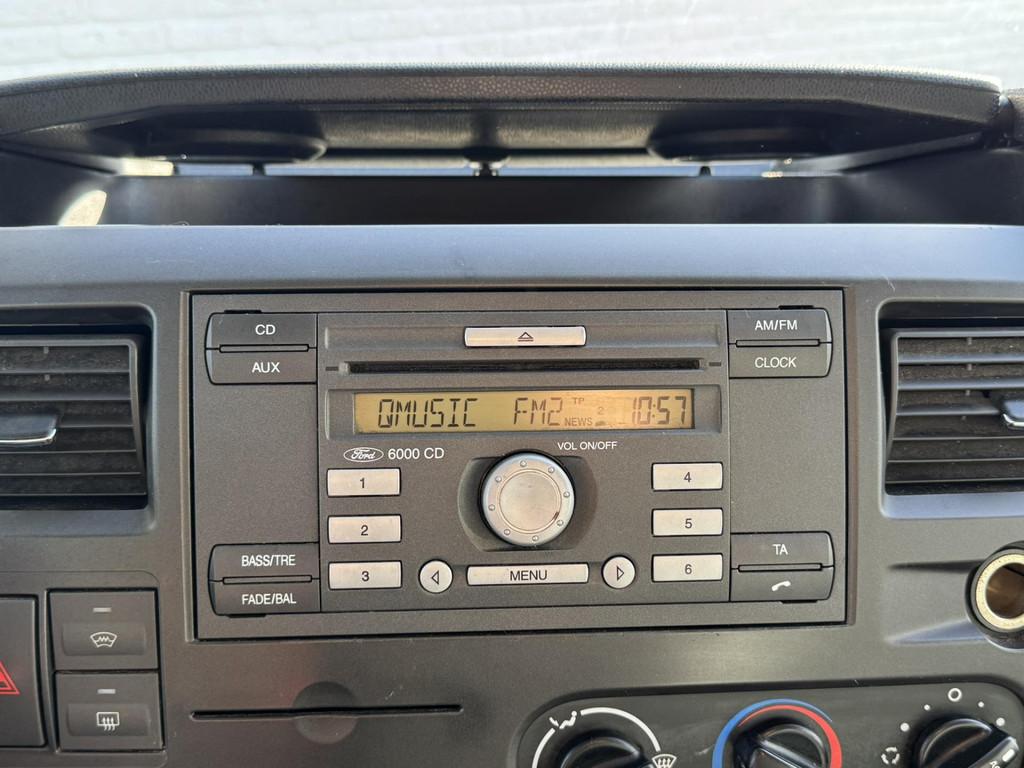 CD
AUX
AM/FM
CLOCK
QMUSIC FM2 TP NEWS 2 10:57
Ford 6000 CD
VOL ON/OFF
1
2
3
4
5
6
MENU
BASS/TRE
FADE/BAL
TA